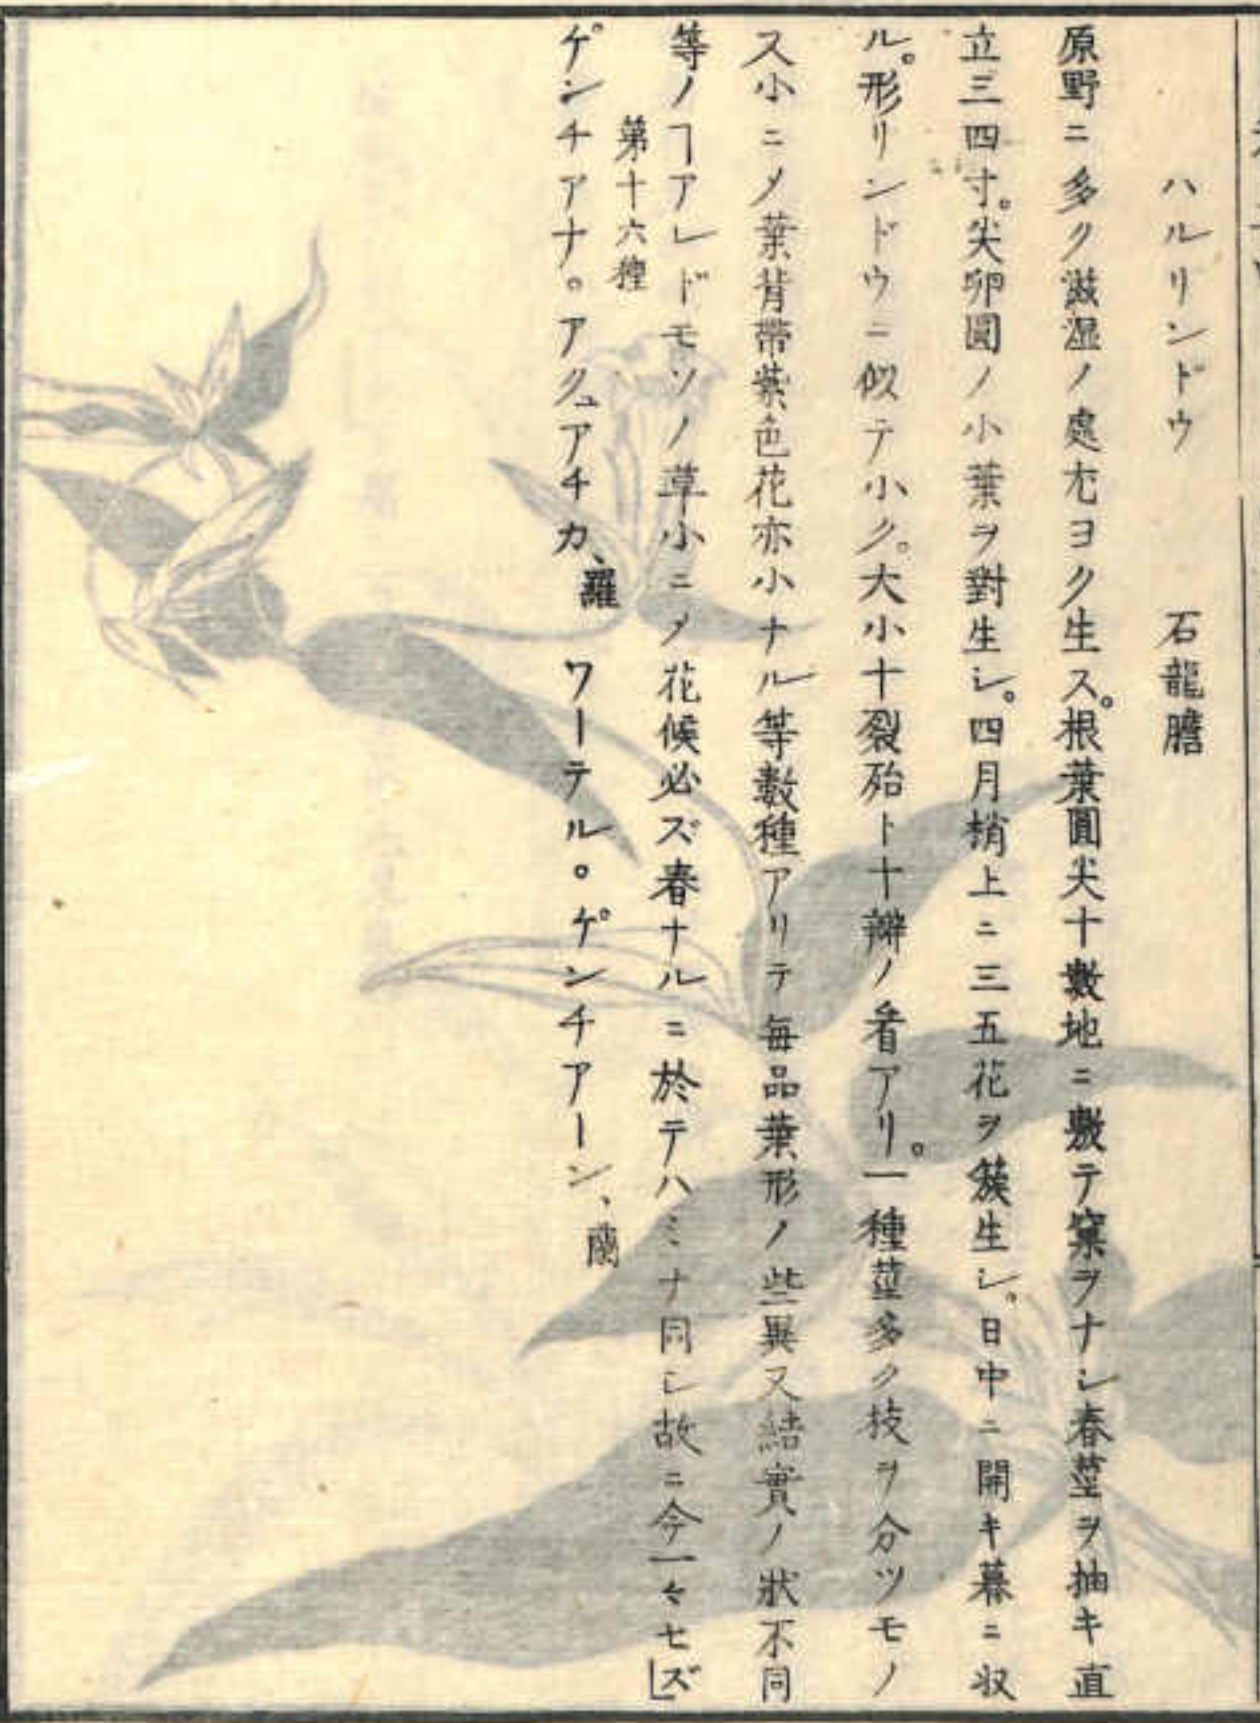 ハルリンドウ　石龍膽
原野ニ多ク滋湿ノ處尤ヨク生ス。根葉圓尖十數地ニ敷テ窠ヲナシ春莖ヲ抽キ直
立三四寸。尖卵圓ノ小葉ヲ對生シ。四月梢上ニ三五花ヲ簇生シ。日中ニ開キ暮ニ収
ル。形リンドウニ似テ小ク。大小十裂殆ト十瓣ノ看アリ。一種莖多ク枝ヲ分ツモノ
ス小ニ〆葉背帶紫色花亦小ナル等數種アリテ毎品葉形ノ些異又結實ノ狀不同
等ノヿアレドモソノ草小ニ〆花候必ズ春ナルニ於テハミナ同シ故ニ今一々セズ」
第十六種
ゲンチアナ。アクュアチカ、羅　ワーテル。ゲンチアーン、蘭